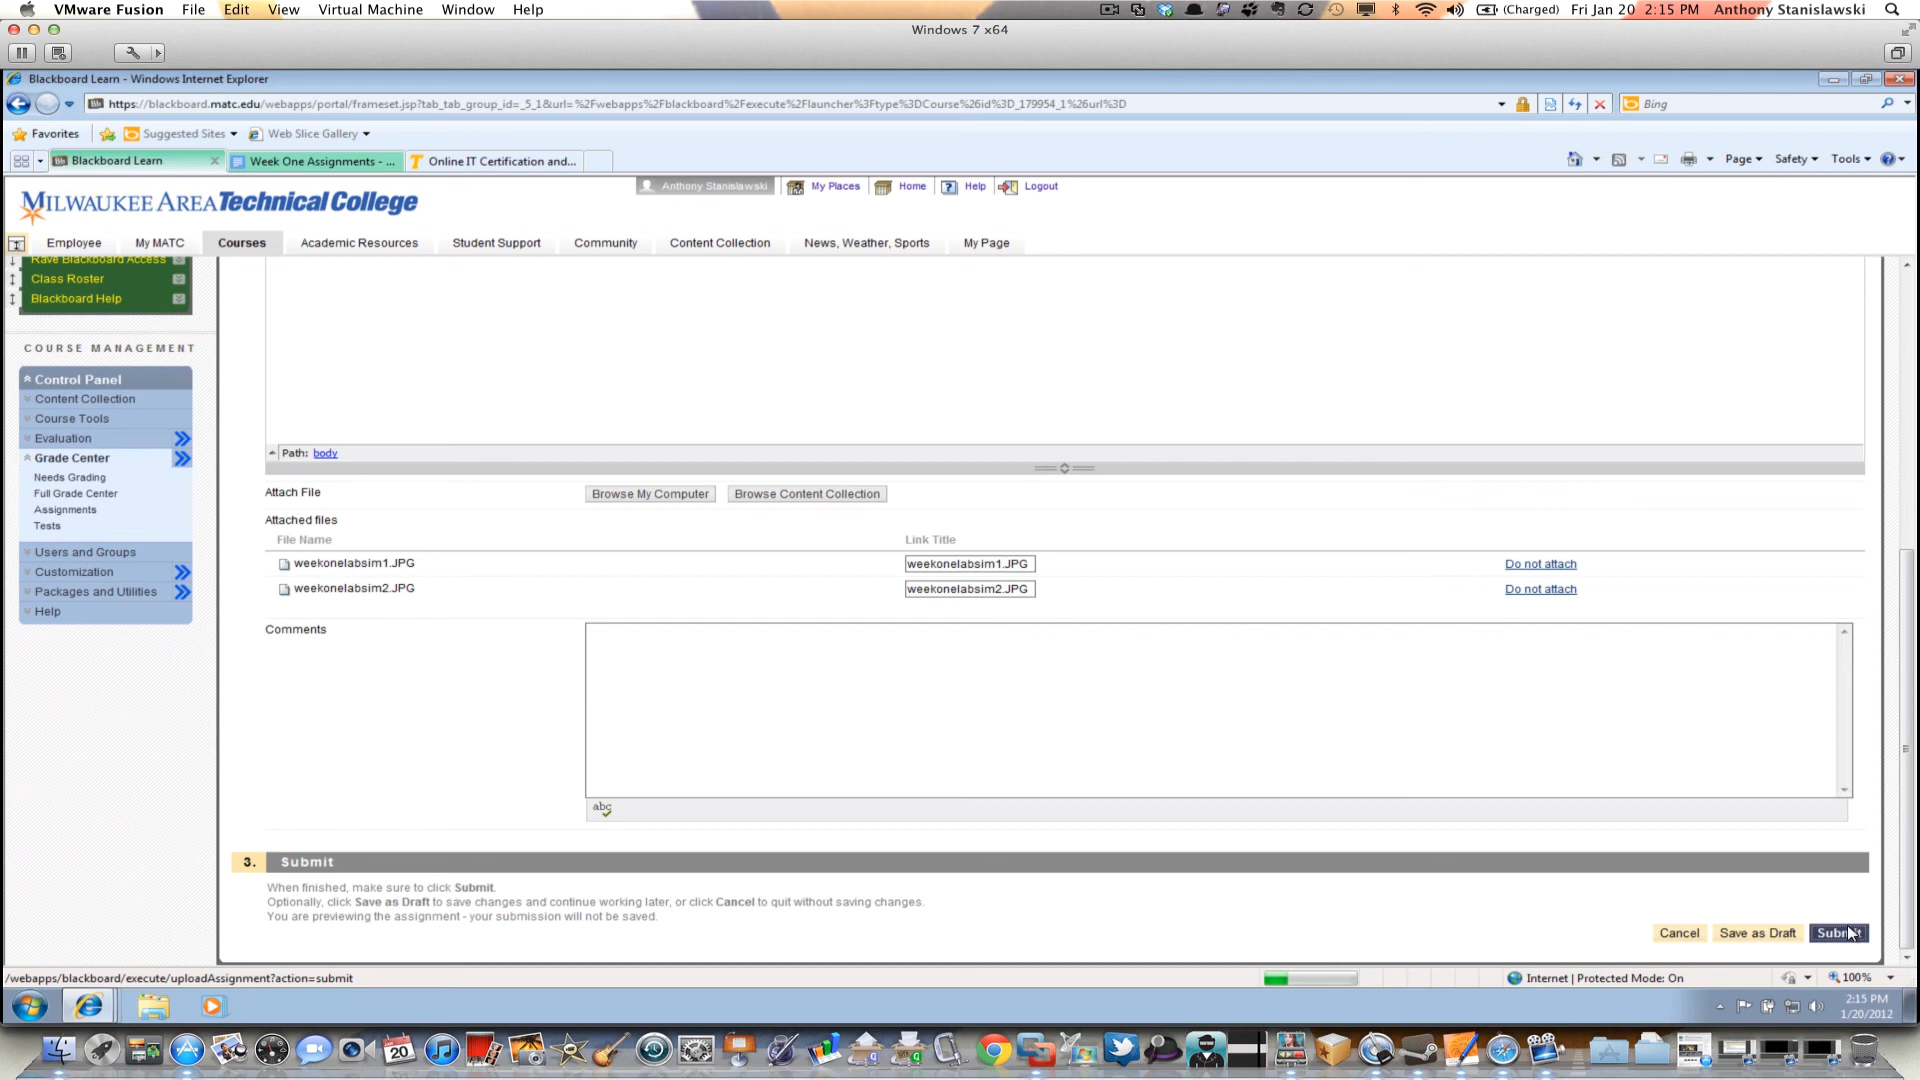 VMware Fusion File Edit View Virtual Machine Window Help (Charged) Fri Jan 20 2:15 PM Anthony Stanislawski
Windows 7 x64
Blackboard Learn - Windows Internet Explorer
https://blackboard.matc.edu/webapps/portal/frameset.jsp?tab_tab_group_id=_5_1&url=%2Fwebapps%2Fblackboard%2Fexecute%2Flauncher%3Ftype%3DCourse%26id%3D_179954_1%26url%3D Bing
Favorites Suggested Sites Web Slice Gallery
Blackboard Learn Week One Assignments - ... Online IT Certification and... Page Safety Tools
Anthony Stanislawski My Places Home Help Logout
MILWAUKEE AREA Technical College
Employee My MATC Courses Academic Resources Student Support Community Content Collection News, Weather, Sports My Page
Rave Blackboard Access
Class Roster
Blackboard Help
COURSE MANAGEMENT
Control Panel
Content Collection
Course Tools
Evaluation
Grade Center
Needs Grading
Full Grade Center
Assignments
Tests
Users and Groups
Customization
Packages and Utilities
Help
Path: body
Attach File Browse My Computer Browse Content Collection
Attached files
File Name Link Title
weekonelabsim1.JPG weekonelabsim1.JPG Do not attach
weekonelabsim2.JPG weekonelabsim2.JPG Do not attach
Comments
abc
3. Submit
When finished, make sure to click Submit.
Optionally, click Save as Draft to save changes and continue working later, or click Cancel to quit without saving changes.
You are previewing the assignment - your submission will not be saved.
Cancel Save as Draft Submit
/webapps/blackboard/execute/uploadAssignment?action=submit Internet | Protected Mode: On 100%
2:15 PM
1/20/2012
20